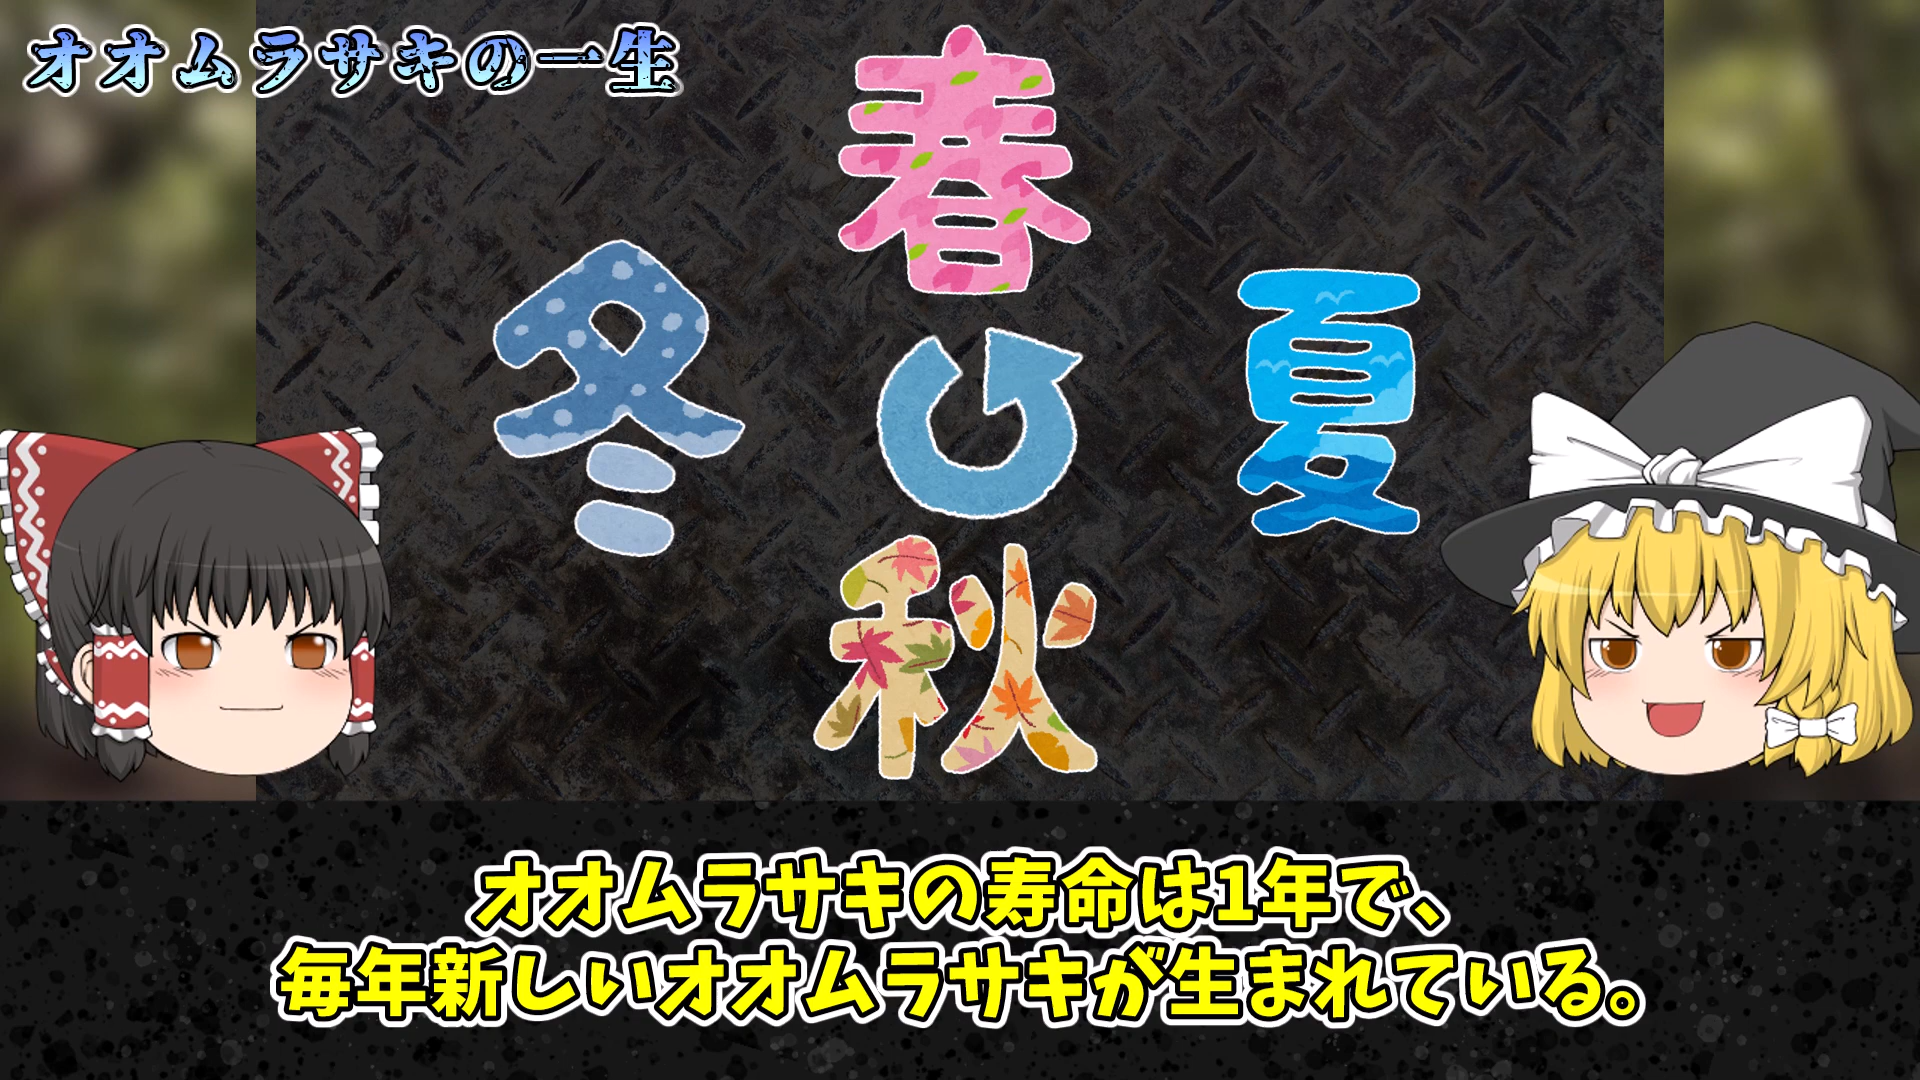 オオムラサキの一生
春
冬
夏
秋
オオムラサキの寿命は1年で、
毎年新しいオオムラサキが生まれている。